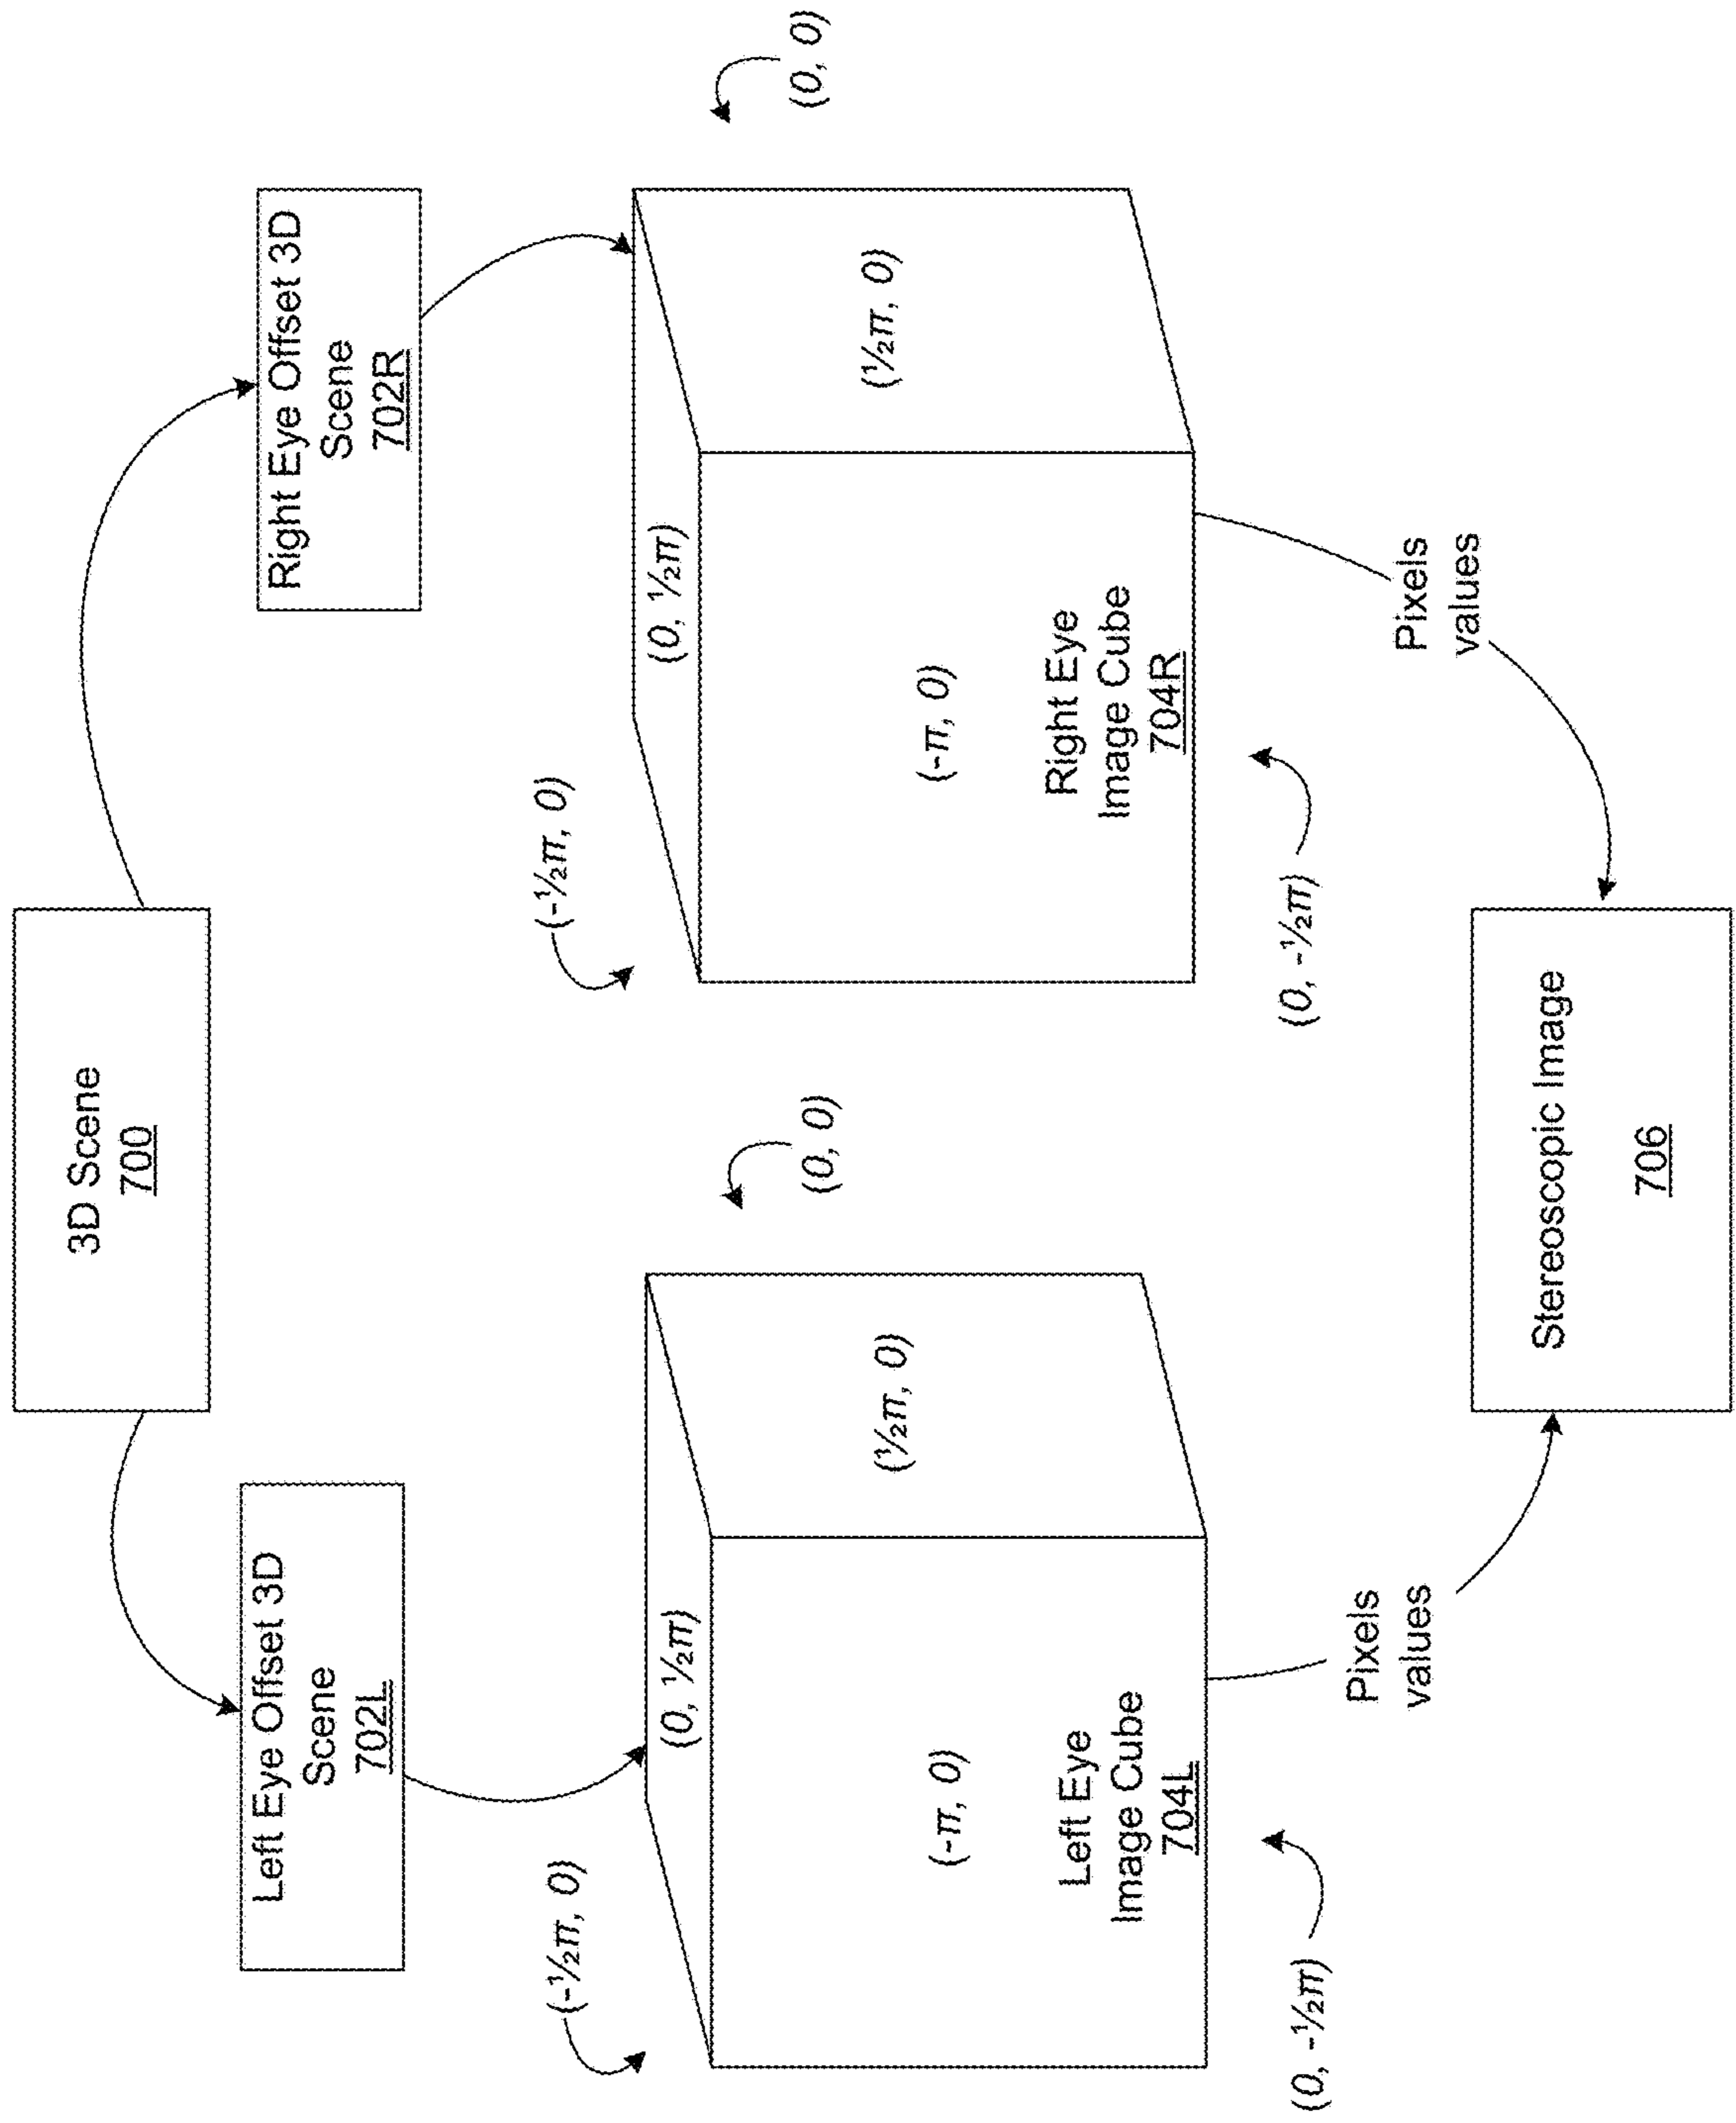 3D Scene
700
Left Eye Offset 3D
Scene
702L
Right Eye Offset 3D
Scene
702R
(-½π, 0)
(0, ½π)
(½π, 0)
(0, 0)
(-π, 0)
Left Eye
Image Cube
704L
(0, -½π)
(-½π, 0)
(0, ½π)
(½π, 0)
(0, 0)
(-π, 0)
Right Eye
Image Cube
704R
(0, -½π)
Pixels
values
Pixels
values
Stereoscopic Image
706